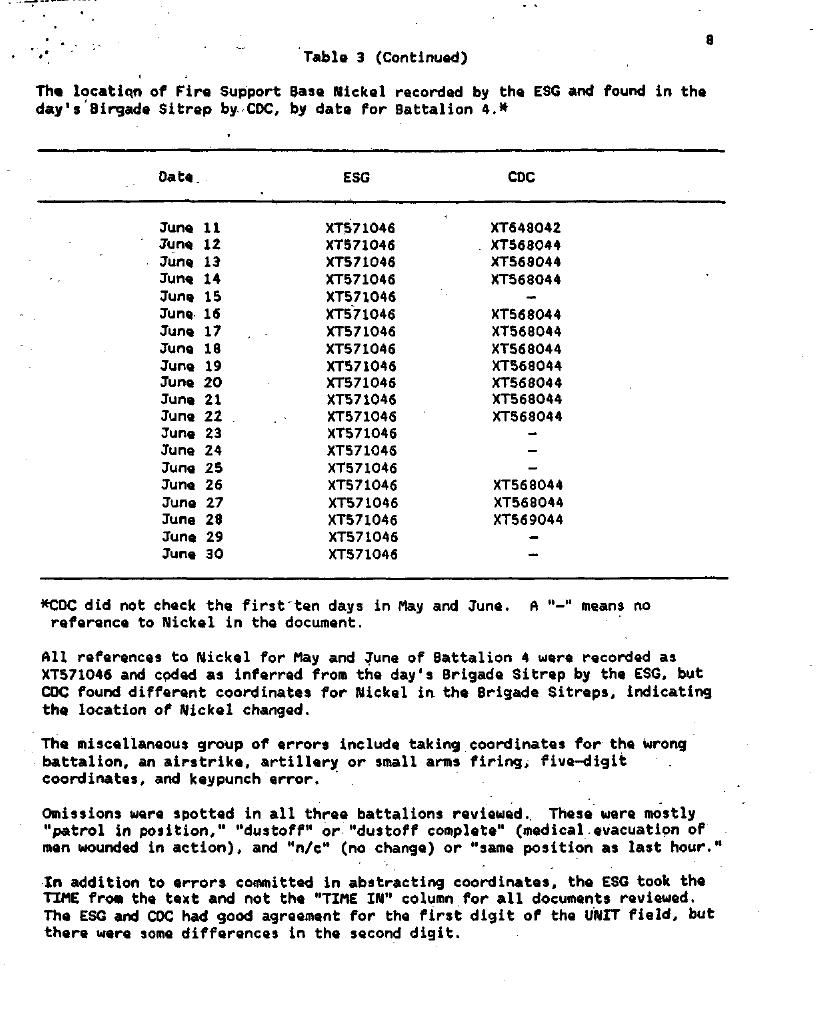 8
Table 3 (Continued)
The location of Fire Support Base Nickel recorded by the ESG and found in the
day's Birgade Sitrep by CDC, by date for Battalion 4.*
Date ESG CDC
June 11 XT571046 XT648042
June 12 XT571046 XT568044
June 13 XT571046 XT568044
June 14 XT571046 XT568044
June 15 XT571046 -
June 16 XT571046 XT568044
June 17 XT571046 XT568044
June 18 XT571046 XT568044
June 19 XT571046 XT568044
June 20 XT571046 XT568044
June 21 XT571046 XT568044
June 22 XT571046 XT568044
June 23 XT571046 -
June 24 XT571046 -
June 25 XT571046 -
June 26 XT571046 XT568044
June 27 XT571046 XT568044
June 28 XT571046 XT569044
June 29 XT571046 -
June 30 XT571046 -
*CDC did not check the first ten days in May and June. A "-" means no
reference to Nickel in the document.
All references to Nickel for May and June of Battalion 4 were recorded as
XT571046 and coded as inferred from the day's Brigade Sitrep by the ESG, but
CDC found different coordinates for Nickel in the Brigade Sitreps, indicating
the location of Nickel changed.
The miscellaneous group of errors include taking coordinates for the wrong
battalion, an airstrike, artillery or small arms firing, five-digit
coordinates, and keypunch error.
Omissions were spotted in all three battalions reviewed. These were mostly
"patrol in position," "dustoff" or "dustoff complete" (medical evacuation of
men wounded in action), and "n/c" (no change) or "same position as last hour."
In addition to errors committed in abstracting coordinates, the ESG took the
TIME from the text and not the "TIME IN" column for all documents reviewed.
The ESG and CDC had good agreement for the first digit of the UNIT field, but
there were some differences in the second digit.